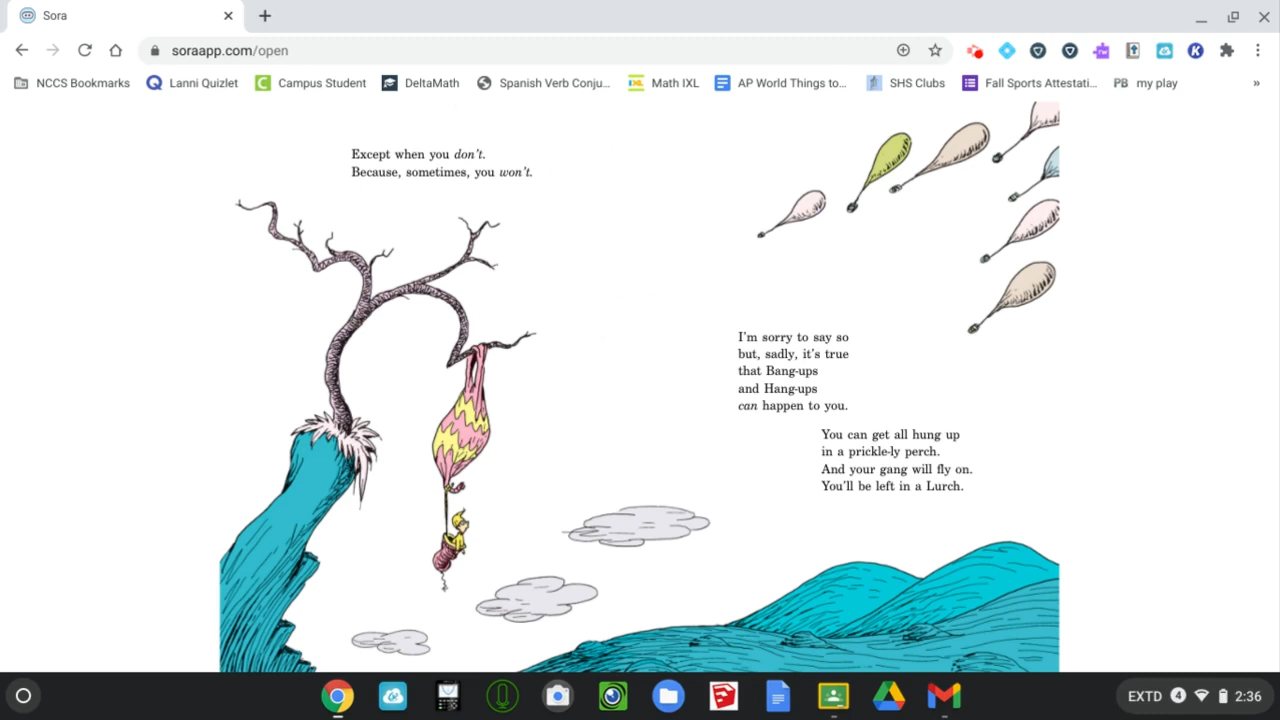 Sora
soraapp.com/open
NCCS Bookmarks
Lanni Quizlet
Campus Student
DeltaMath
Spanish Verb Conju...
Math IXL
AP World Things to...
SHS Clubs
Fall Sports Attestati...
PB my play
»
Except when you don't.
Because, sometimes, you won't.
I'm sorry to say so
but, sadly, it's true
that Bang-ups
and Hang-ups
can happen to you.
You can get all hung up
in a prickle-ly perch.
And your gang will fly on.
You'll be left in a Lurch.
EXTD 4 2:36